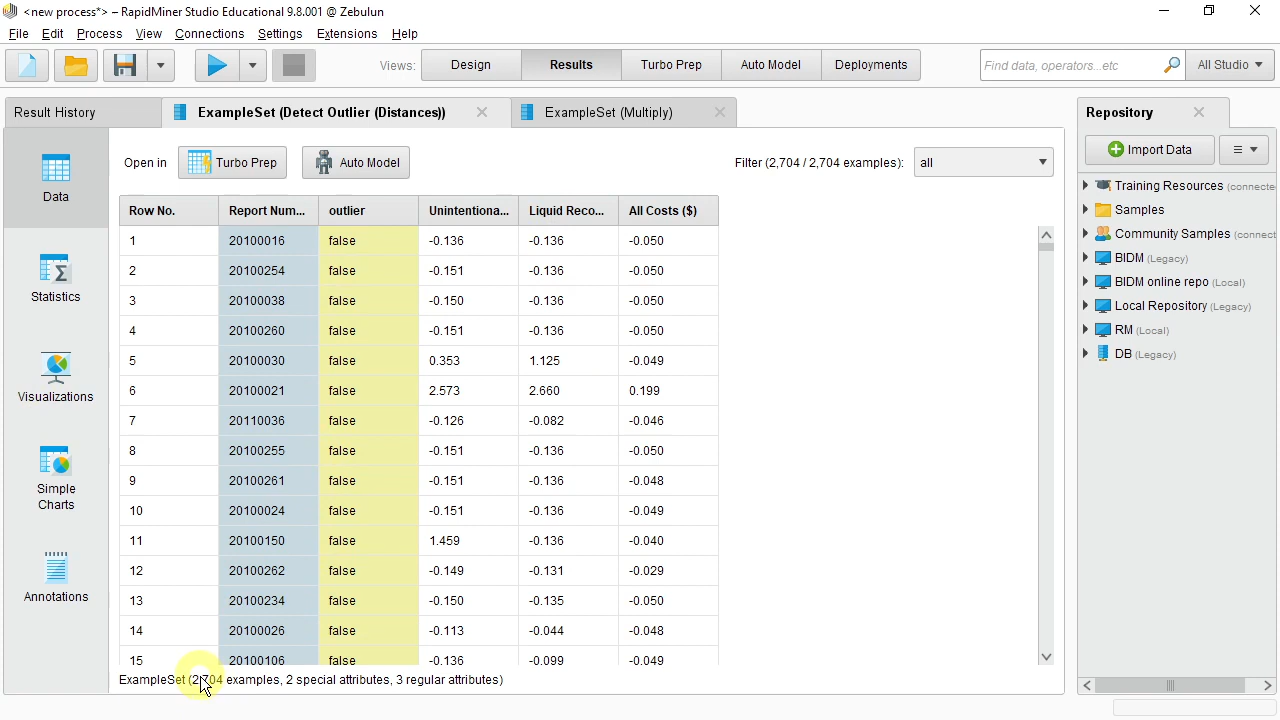 <new process*> – RapidMiner Studio Educational 9.8.001 @ Zebulun
File Edit Process View Connections Settings Extensions Help
Views: Design Results Turbo Prep Auto Model Deployments Find data, operators...etc All Studio
Result History ExampleSet (Detect Outlier (Distances)) ExampleSet (Multiply) Repository
Open in Turbo Prep Auto Model Filter (2,704 / 2,704 examples): all
Import Data
Data
Statistics
Visualizations
Simple
Charts
Annotations
Row No. Report Num... outlier Unintentiona... Liquid Reco... All Costs ($)
1 20100016 false -0.136 -0.136 -0.050
2 20100254 false -0.151 -0.136 -0.050
3 20100038 false -0.150 -0.136 -0.050
4 20100260 false -0.151 -0.136 -0.050
5 20100030 false 0.353 1.125 -0.049
6 20100021 false 2.573 2.660 0.199
7 20110036 false -0.126 -0.082 -0.046
8 20100255 false -0.151 -0.136 -0.050
9 20100261 false -0.151 -0.136 -0.048
10 20100024 false -0.151 -0.136 -0.049
11 20100150 false 1.459 -0.136 -0.040
12 20100262 false -0.149 -0.131 -0.029
13 20100234 false -0.150 -0.135 -0.050
14 20100026 false -0.113 -0.044 -0.048
15 20100106 false -0.136 -0.099 -0.049
ExampleSet (2,704 examples, 2 special attributes, 3 regular attributes)
Training Resources (connecte
Samples
Community Samples (connect
BIDM (Legacy)
BIDM online repo (Local)
Local Repository (Legacy)
RM (Local)
DB (Legacy)